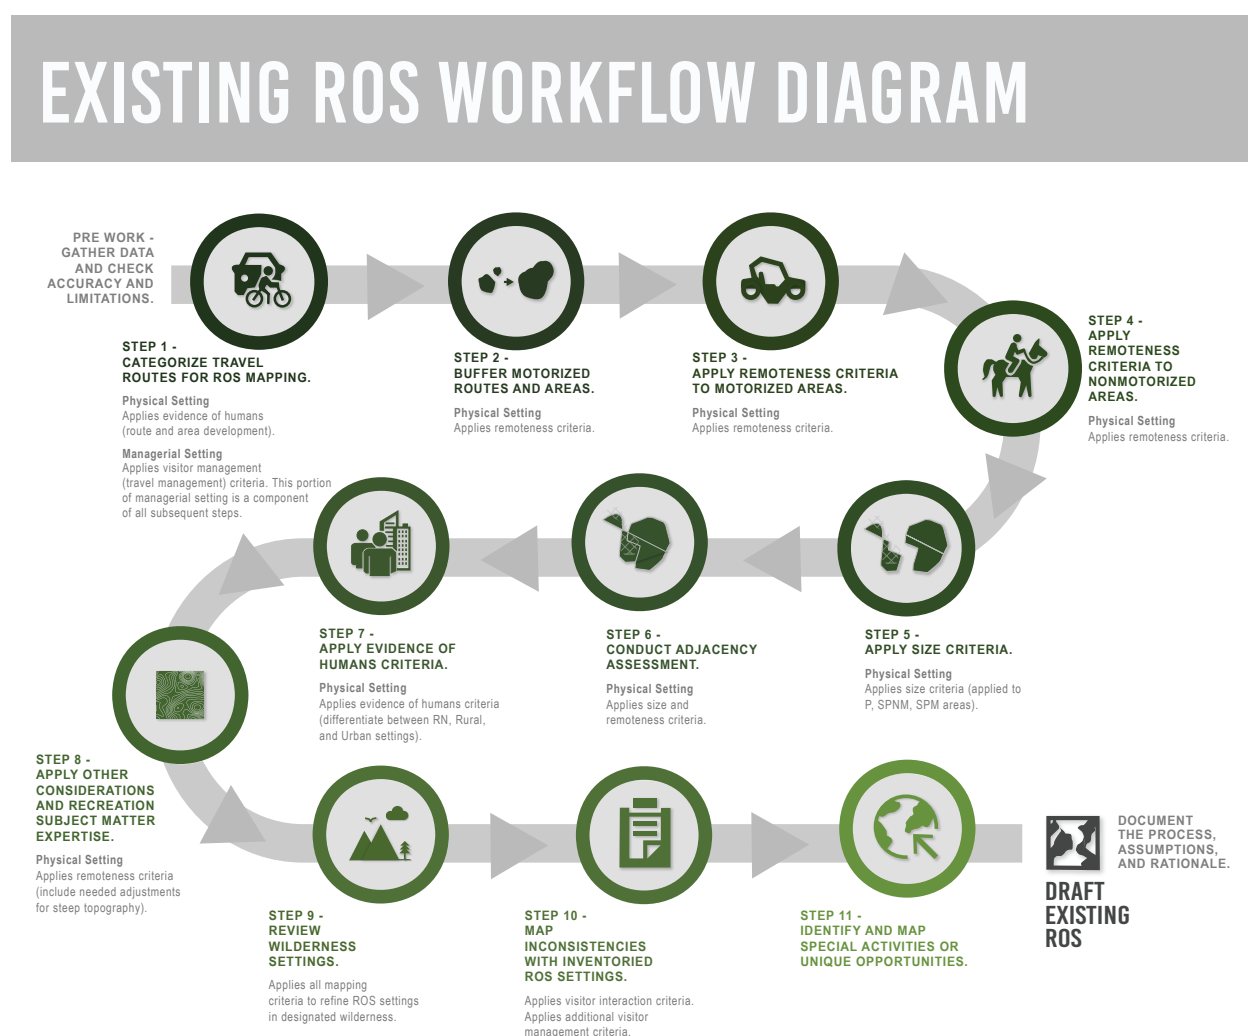 EXISTING ROS WORKFLOW DIAGRAM
PRE WORK -
GATHER DATA
AND CHECK
ACCURACY AND
LIMITATIONS.
STEP 1 -
CATEGORIZE TRAVEL
ROUTES FOR ROS MAPPING.
Physical Setting
Applies evidence of humans
(route and area development).
Managerial Setting
Applies visitor management
(travel management) criteria. This portion
of managerial setting is a component
of all subsequent steps.
STEP 2 -
BUFFER MOTORIZED
ROUTES AND AREAS.
Physical Setting
Applies remoteness criteria.
STEP 3 -
APPLY REMOTENESS CRITERIA
TO MOTORIZED AREAS.
Physical Setting
Applies remoteness criteria.
STEP 4 -
APPLY
REMOTENESS
CRITERIA TO
NONMOTORIZED
AREAS.
Physical Setting
Applies remoteness criteria.
STEP 5 -
APPLY SIZE CRITERIA.
Physical Setting
Applies size criteria (applied to
P, SPNM, SPM areas).
STEP 6 -
CONDUCT ADJACENCY
ASSESSMENT.
Physical Setting
Applies size and
remoteness criteria.
STEP 7 -
APPLY EVIDENCE OF
HUMANS CRITERIA.
Physical Setting
Applies evidence of humans criteria
(differentiate between RN, Rural,
and Urban settings).
STEP 8 -
APPLY OTHER
CONSIDERATIONS
AND RECREATION
SUBJECT MATTER
EXPERTISE.
Physical Setting
Applies remoteness criteria
(include needed adjustments
for steep topography).
STEP 9 -
REVIEW
WILDERNESS
SETTINGS.
Applies all mapping
criteria to refine ROS settings
in designated wilderness.
STEP 10 -
MAP
INCONSISTENCIES
WITH INVENTORIED
ROS SETTINGS.
Applies visitor interaction criteria.
Applies additional visitor
management criteria.
STEP 11 -
IDENTIFY AND MAP
SPECIAL ACTIVITIES OR
UNIQUE OPPORTUNITIES.
DOCUMENT
THE PROCESS,
ASSUMPTIONS,
AND RATIONALE.
DRAFT
EXISTING
ROS